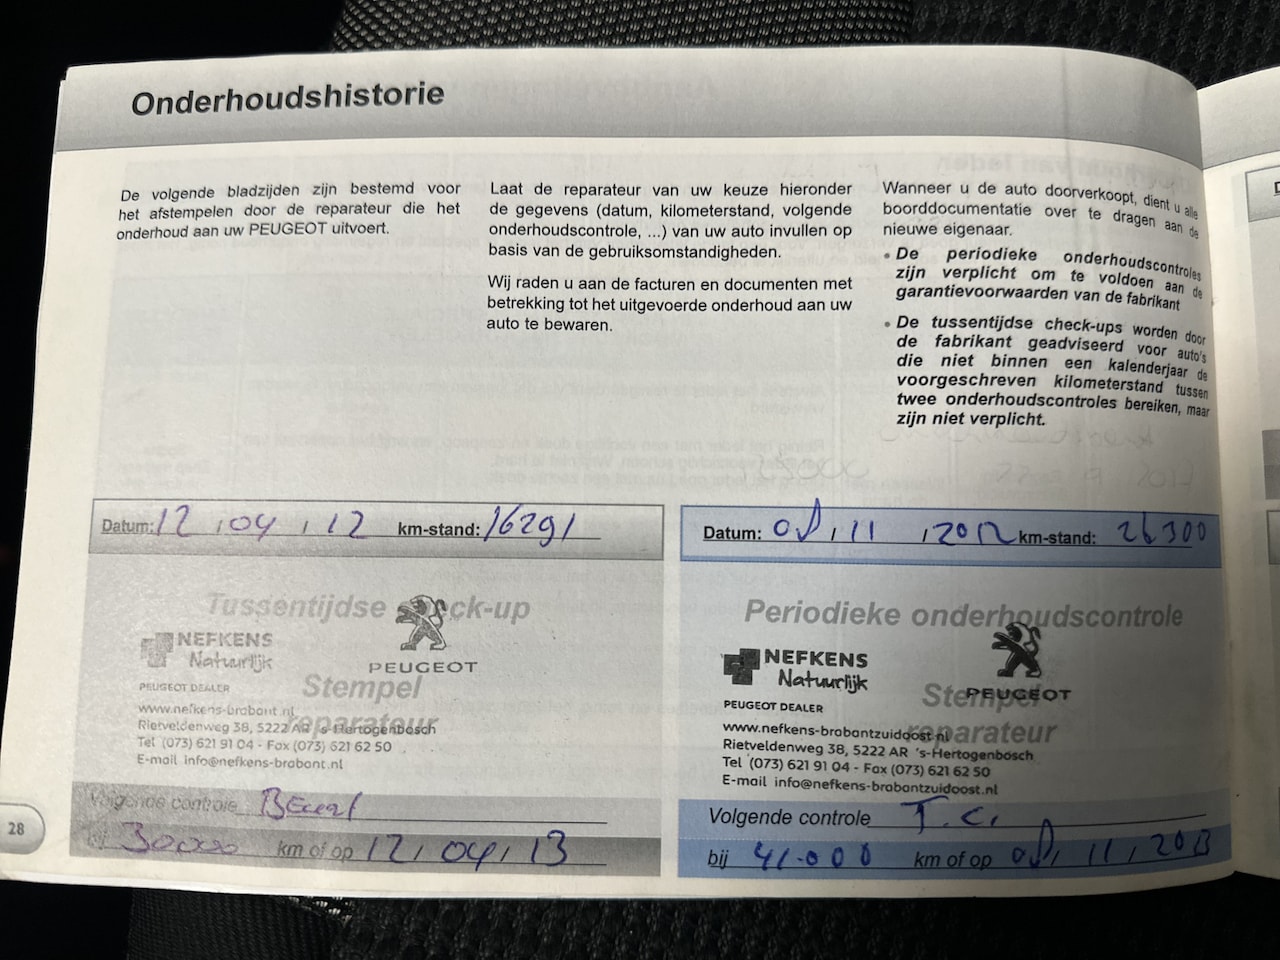 Onderhoudshistorie
De volgende bladzijden zijn bestemd voor
het afstempelen door de reparateur die het
onderhoud aan uw PEUGEOT uitvoert.
Laat de reparateur van uw keuze hieronder
de gegevens (datum, kilometerstand, volgende
onderhoudscontrole, ...) van uw auto invullen op
basis van de gebruiksomstandigheden.
Wij raden u aan de facturen en documenten met
betrekking tot het uitgevoerde onderhoud aan uw
auto te bewaren.
Wanneer u de auto doorverkoopt, dient u alle
boorddocumentatie over te dragen aan de
nieuwe eigenaar.
• De periodieke onderhoudscontroles
zijn verplicht om te voldoen aan de
garantievoorwaarden van de fabrikant
• De tussentijdse check-ups worden door
de fabrikant geadviseerd voor auto's
die niet binnen een kalenderjaar de
voorgeschreven kilometerstand tussen
twee onderhoudscontroles bereiken, maar
zijn niet verplicht.
Datum: 12 / 04 / 12 km-stand: 16291
Tussentijdse check-up
NEFKENS
Natuurlijk
PEUGEOT
PEUGEOT DEALER
Stempel
reparateur
www.nefkens-brabant.nl
Rietveldenweg 38, 5222 AR 's-Hertogenbosch
Tel (073) 621 91 04 - Fax (073) 621 62 50
E-mail info@nefkens-brabant.nl
Volgende controle
bij 30000 km of op 12 / 04 / 13
Datum: / 11 / 2012 km-stand: 26300
Periodieke onderhoudscontrole
NEFKENS
Natuurlijk
PEUGEOT
PEUGEOT DEALER
Stempel
reparateur
www.nefkens-brabantzuidoost.nl
Rietveldenweg 38, 5222 AR 's-Hertogenbosch
Tel (073) 621 91 04 - Fax (073) 621 62 50
E-mail info@nefkens-brabantzuidoost.nl
Volgende controle T.C.
bij 41.000 km of op / 11 / 2013
28